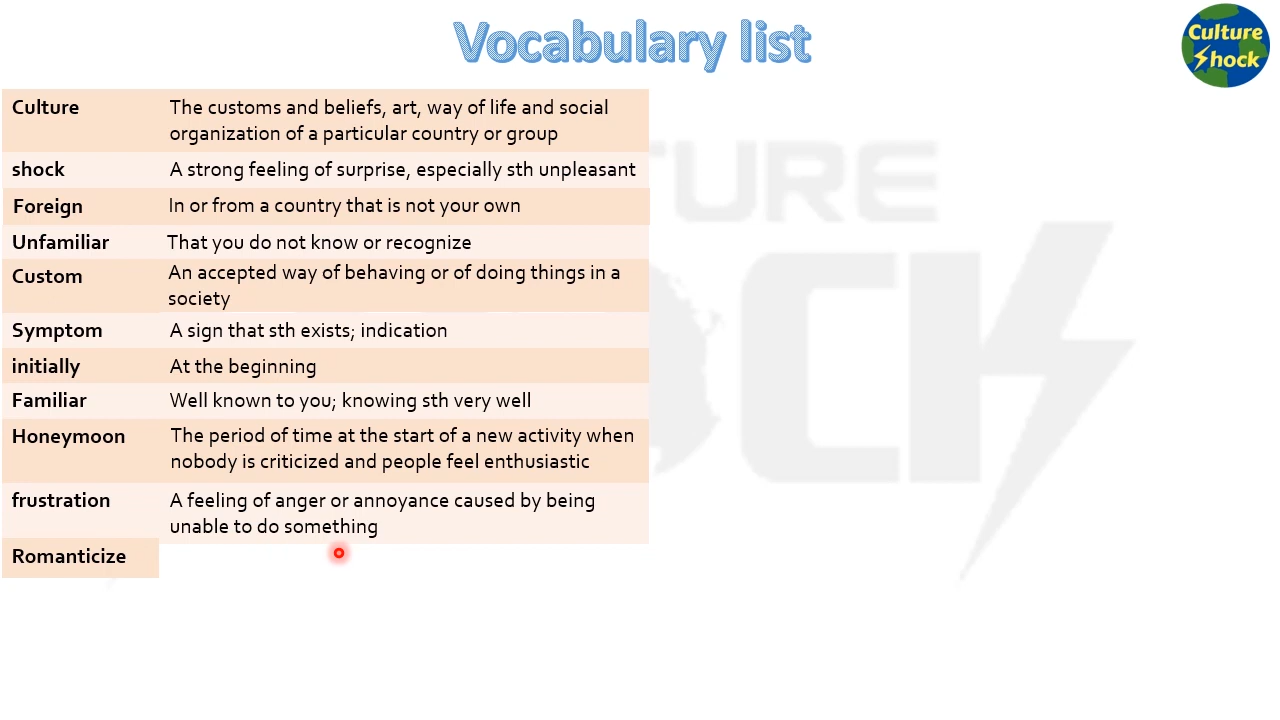 Vocabulary list
Culture Shock
Culture The customs and beliefs, art, way of life and social
organization of a particular country or group
shock A strong feeling of surprise, especially sth unpleasant
Foreign In or from a country that is not your own
Unfamiliar That you do not know or recognize
Custom An accepted way of behaving or of doing things in a
society
Symptom A sign that sth exists; indication
initially At the beginning
Familiar Well known to you; knowing sth very well
Honeymoon The period of time at the start of a new activity when
nobody is criticized and people feel enthusiastic
frustration A feeling of anger or annoyance caused by being
unable to do something
Romanticize